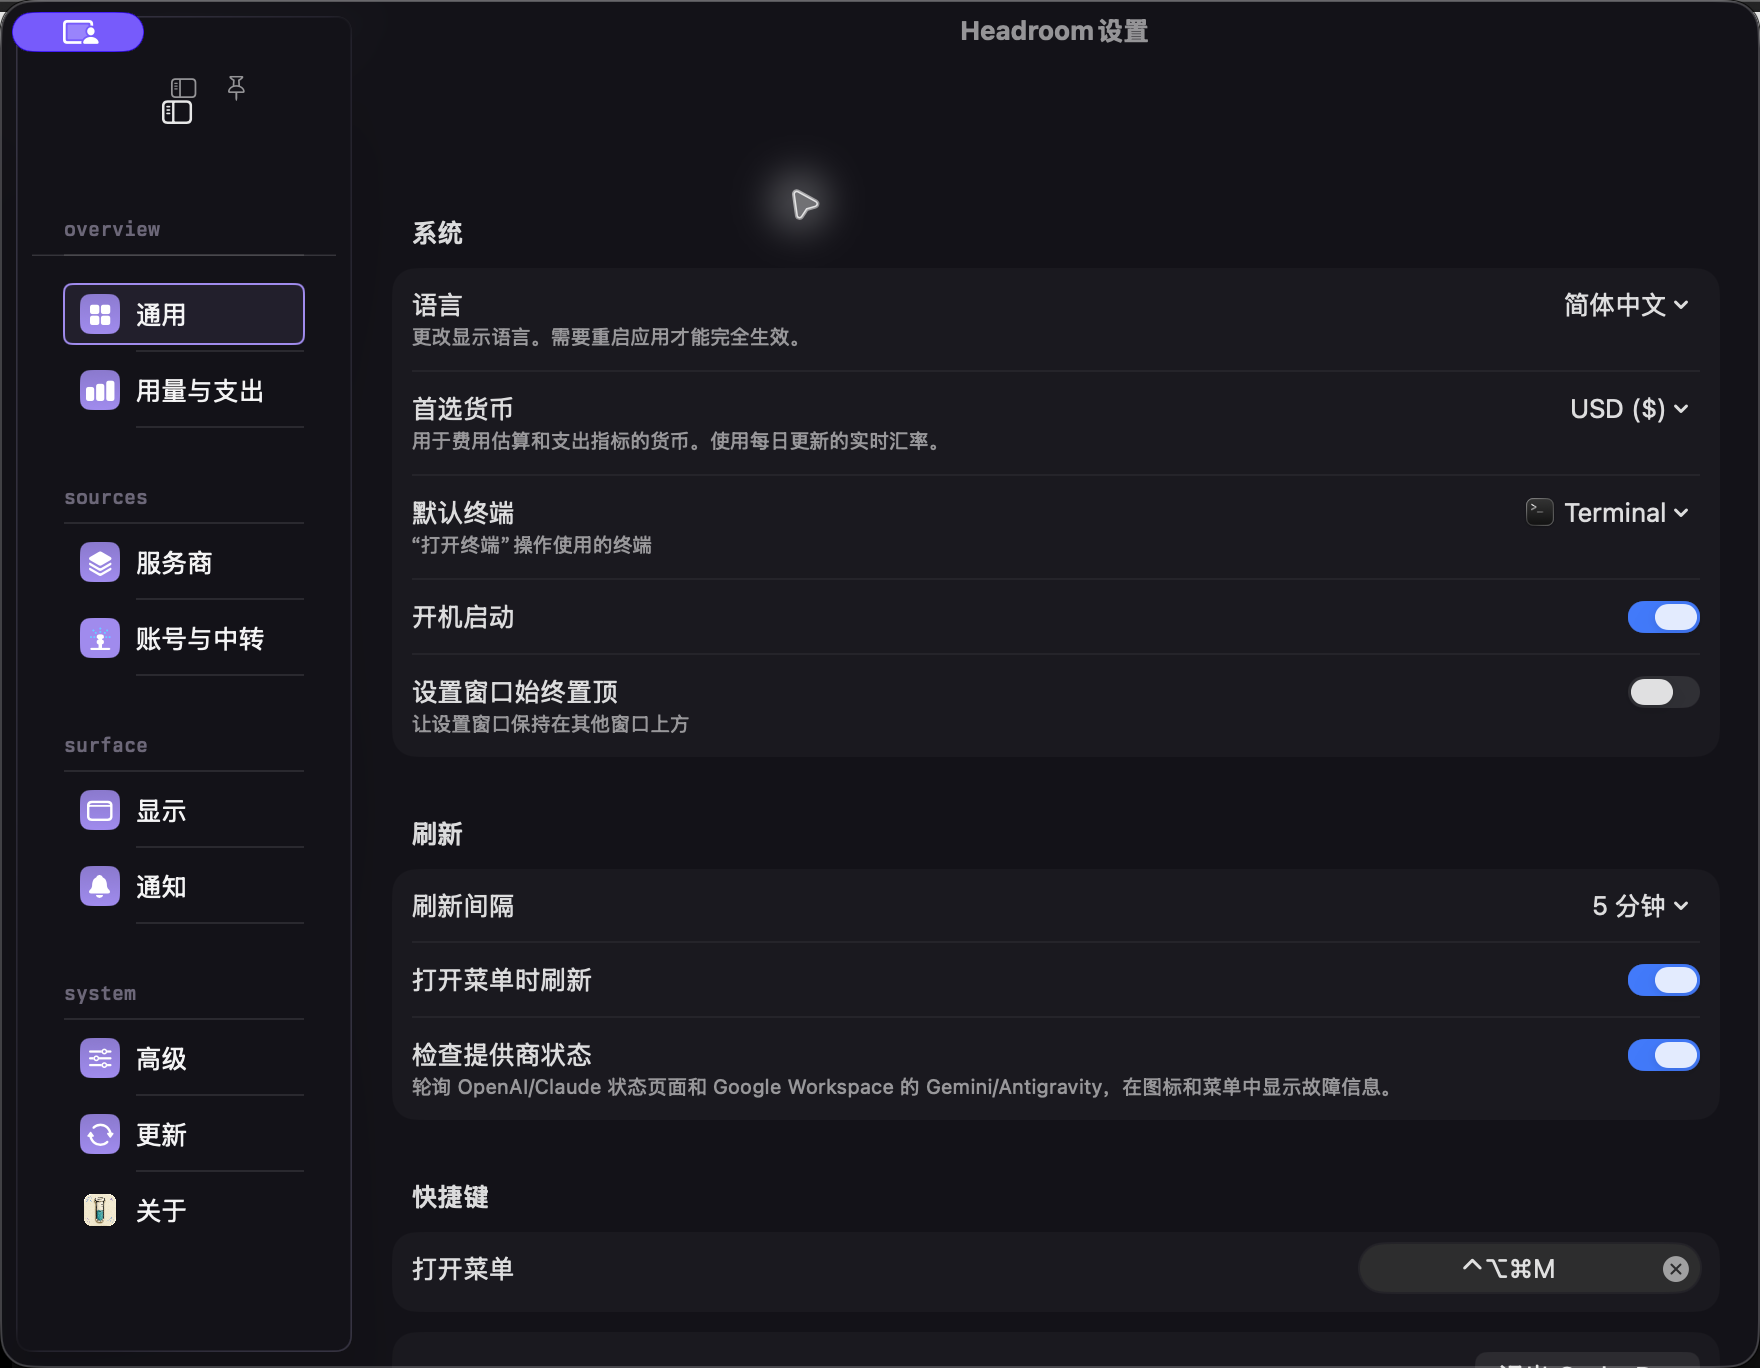 Headroom 设置
overview
通用
用量与支出
sources
服务商
账号与中转
surface
显示
通知
system
高级
更新
关于
系统
语言
简体中文
更改显示语言。需要重启应用才能完全生效。
首选货币
USD ($)
用于费用估算和支出指标的货币。使用每日更新的实时汇率。
默认终端
Terminal
“打开终端” 操作使用的终端
开机启动
设置窗口始终置顶
让设置窗口保持在其他窗口上方
刷新
刷新间隔
5 分钟
打开菜单时刷新
检查提供商状态
轮询 OpenAI/Claude 状态页面和 Google Workspace 的 Gemini/Antigravity，在图标和菜单中显示故障信息。
快捷键
打开菜单
^⌥⌘M